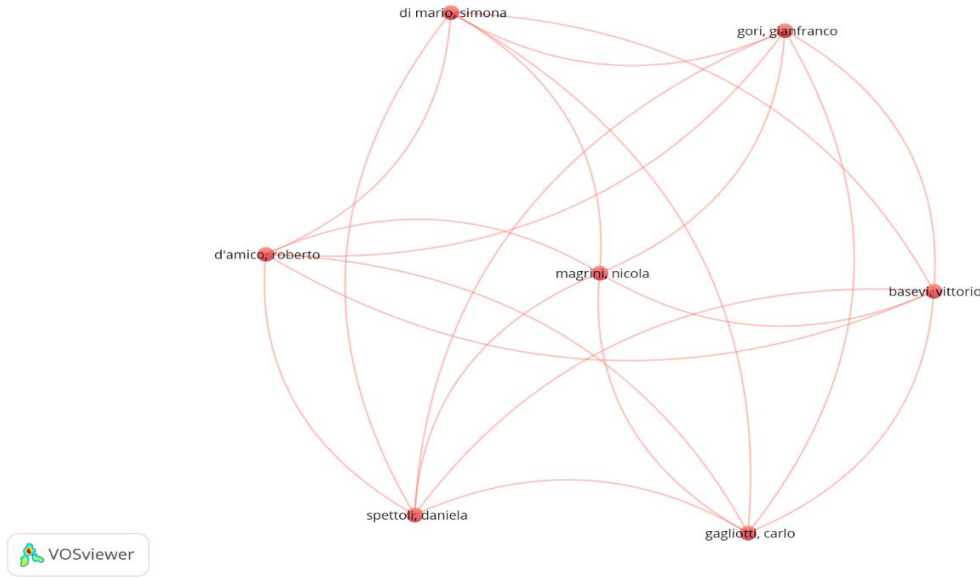 di mario, simona
gori, gianfranco
d'amico, roberto
magrini, nicola
basevi, vittorio
spettoli, daniela
gagliotti, carlo
VOSviewer